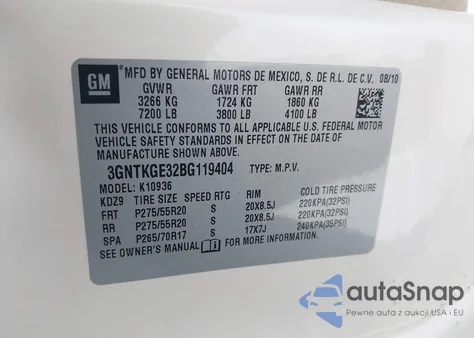 GM
MFD BY GENERAL MOTORS DE MEXICO, S. DE R.L. DE C.V. 08/10
GVWR GAWR FRT GAWR RR
3266 KG 1724 KG 1860 KG
7200 LB 3800 LB 4100 LB
THIS VEHICLE CONFORMS TO ALL APPLICABLE U.S. FEDERAL MOTOR
VEHICLE SAFETY STANDARDS IN EFFECT ON THE DATE OF
MANUFACTURE SHOWN ABOVE.
3GNTKGE32BG119404 TYPE: M.P.V.
MODEL: K10936
KDZ9 TIRE SIZE SPEED RTG RIM COLD TIRE PRESSURE
FRT P275/55R20 S 20X8.5J 220KPA(32PSI)
RR P275/55R20 S 20X8.5J 220KPA(32PSI)
SPA P265/70R17 S 17X7J 240KPA(35PSI)
SEE OWNER'S MANUAL FOR MORE INFORMATION.
autaSnap
Pewne auta z aukcji USA i EU